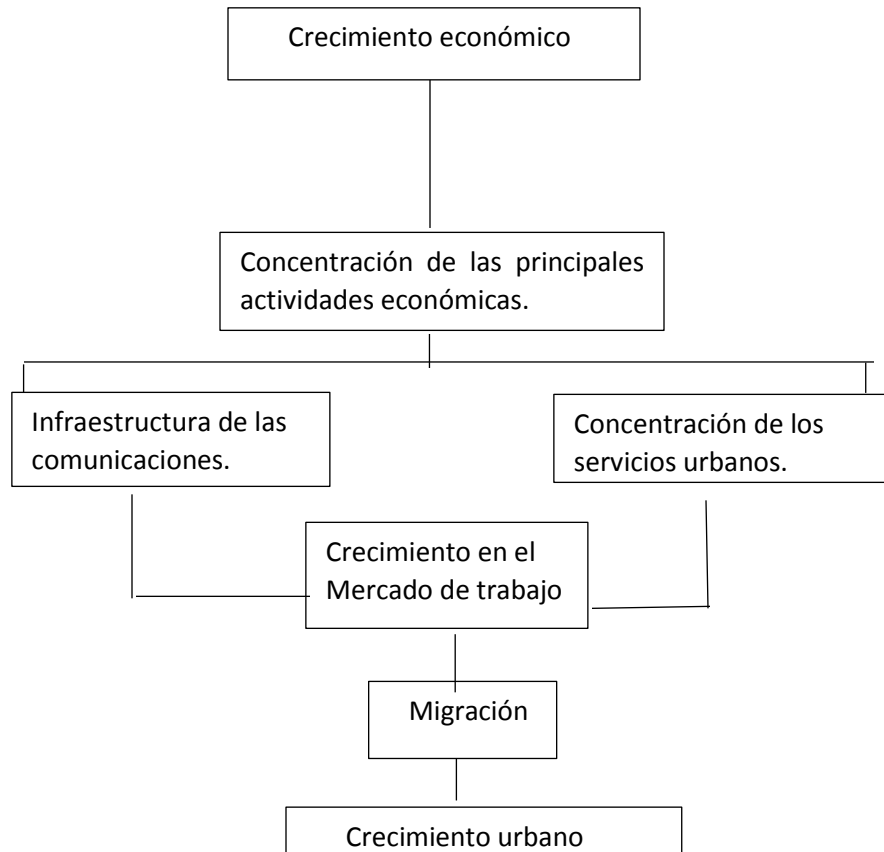 Crecimiento económico
Concentración de las principales
actividades económicas.
Infraestructura de las
comunicaciones.
Concentración de los
servicios urbanos.
Crecimiento en el
Mercado de trabajo
Migración
Crecimiento urbano